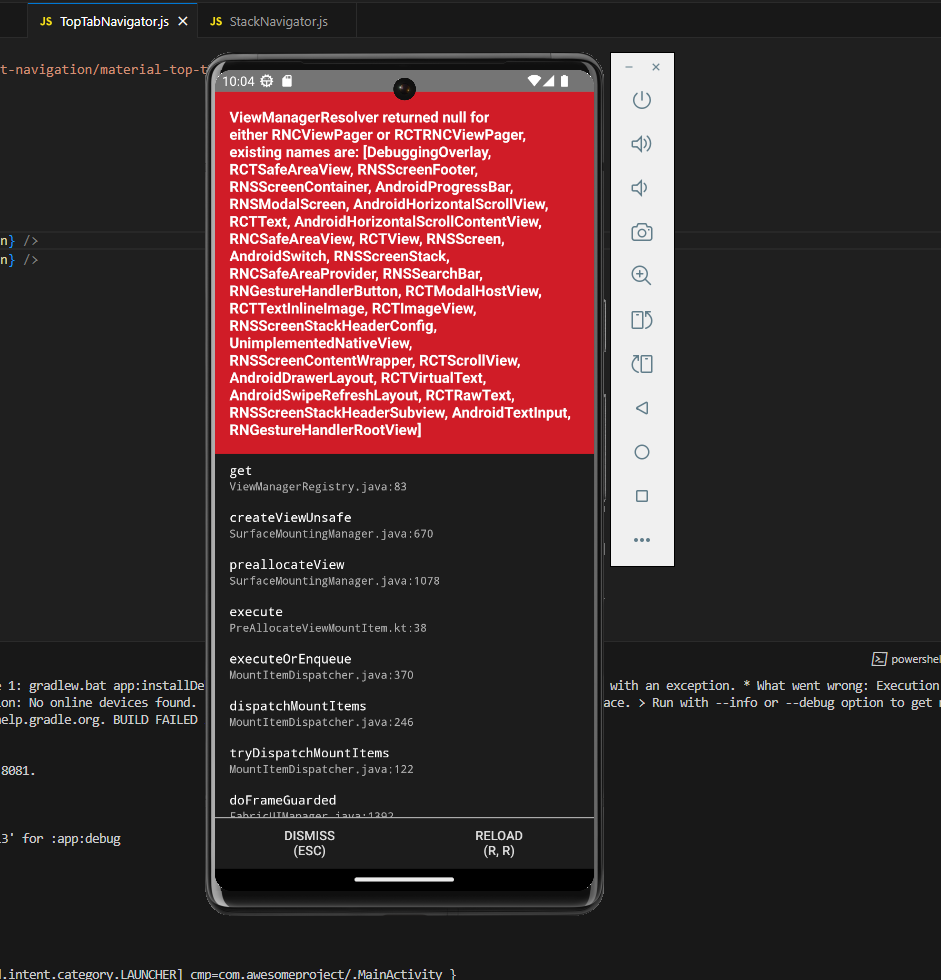 JS TopTabNavigator.js ×
JS StackNavigator.js
t-navigation/material-top-t
10:04
ViewManagerResolver returned null for
either RNCViewPager or RCTRNCViewPager,
existing names are: [DebuggingOverlay,
RCTSafeAreaView, RNSScreenFooter,
RNSScreenContainer, AndroidProgressBar,
RNSModalScreen, AndroidHorizontalScrollView,
RCTText, AndroidHorizontalScrollContentView,
RNCSafeAreaView, RCTView, RNSScreen,
AndroidSwitch, RNSScreenStack,
RNCSafeAreaProvider, RNSSearchBar,
RNGestureHandlerButton, RCTModalHostView,
RCTTextInlineImage, RCTImageView,
RNSScreenStackHeaderConfig,
UnimplementedNativeView,
RNSScreenContentWrapper, RCTScrollView,
AndroidDrawerLayout, RCTVirtualText,
AndroidSwipeRefreshLayout, RCTRawText,
RNSScreenStackHeaderSubview, AndroidTextInput,
RNGestureHandlerRootView]
n} />
n} />
get
ViewManagerRegistry.java:83
createViewUnsafe
SurfaceMountingManager.java:670
preallocateView
SurfaceMountingManager.java:1078
execute
PreAllocateViewMountItem.kt:38
executeOrEnqueue
MountItemDispatcher.java:370
dispatchMountItems
MountItemDispatcher.java:246
tryDispatchMountItems
MountItemDispatcher.java:122
doFrameGuarded
FabricUIManager.java:1392
DISMISS
(ESC)
RELOAD
(R, R)
powershel
e 1: gradlew.bat app:installDe
with an exception. * What went wrong: Execution
ion: No online devices found.
ace. > Run with --info or --debug option to get
help.gradle.org. BUILD FAILED
8081.
3' for :app:debug
d.intent.category.LAUNCHER] cmp=com.awesomeproject/.MainActivity }